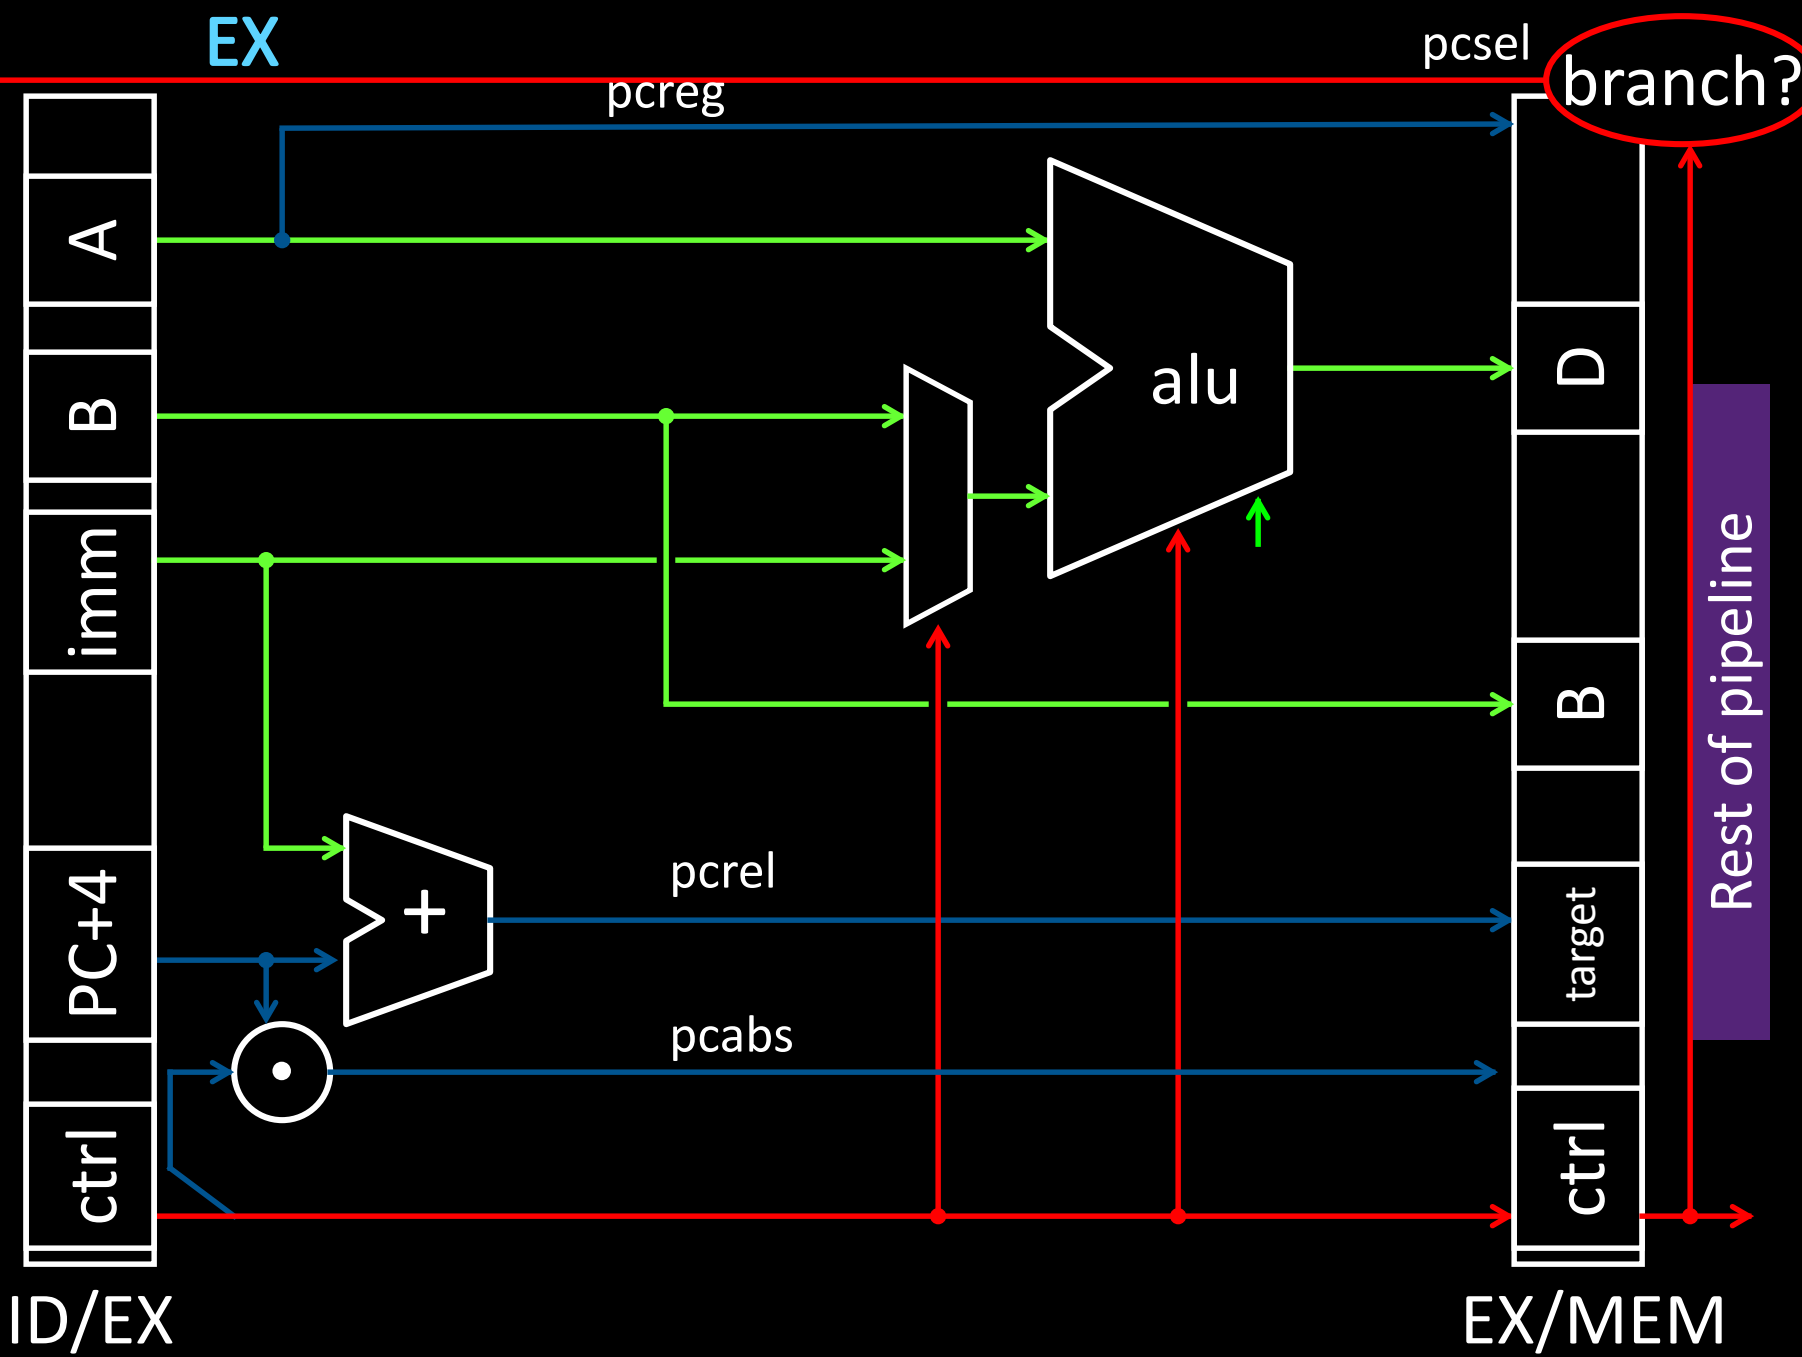 EX
pcsel
branch?
pcreg
A
B
imm
PC+4
ctrl
alu
+
pcrel
pcabs
D
B
target
ctrl
Rest of pipeline
ID/EX
EX/MEM